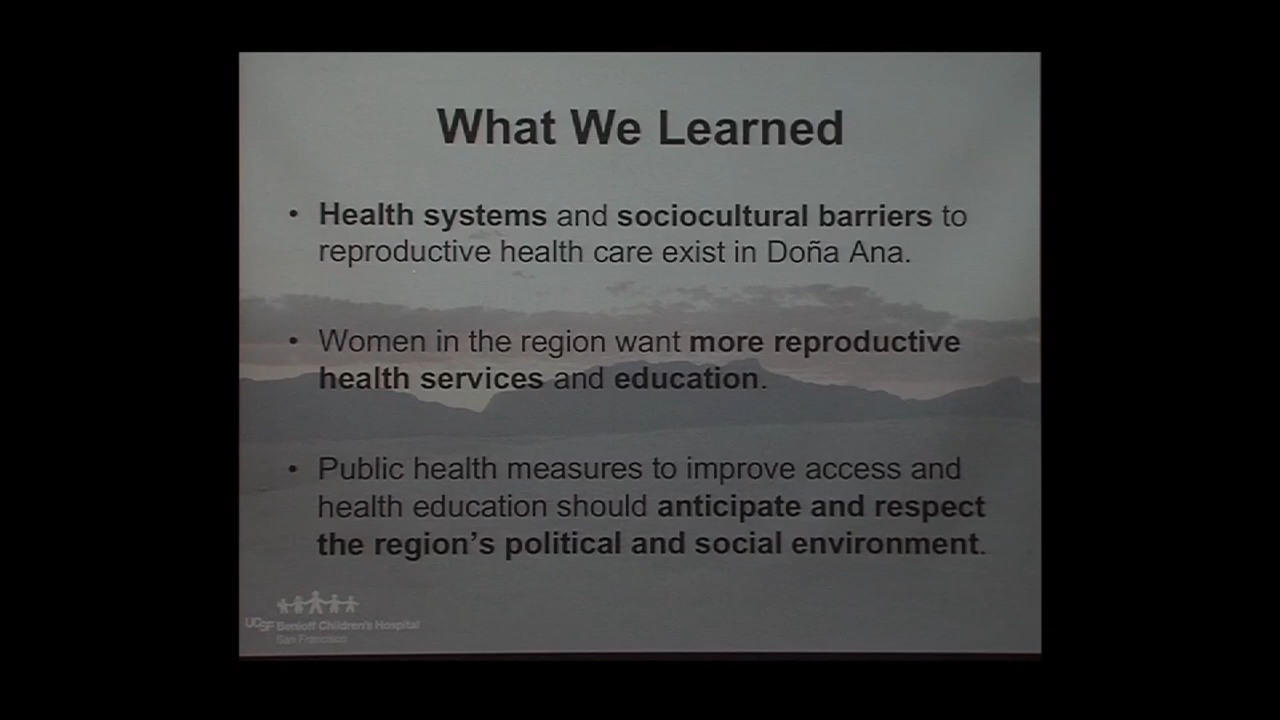 What We Learned
• Health systems and sociocultural barriers to
reproductive health care exist in Doña Ana.
• Women in the region want more reproductive
health services and education.
• Public health measures to improve access and
health education should anticipate and respect
the region's political and social environment.
UCSF Benioff Children's Hospital
San Francisco